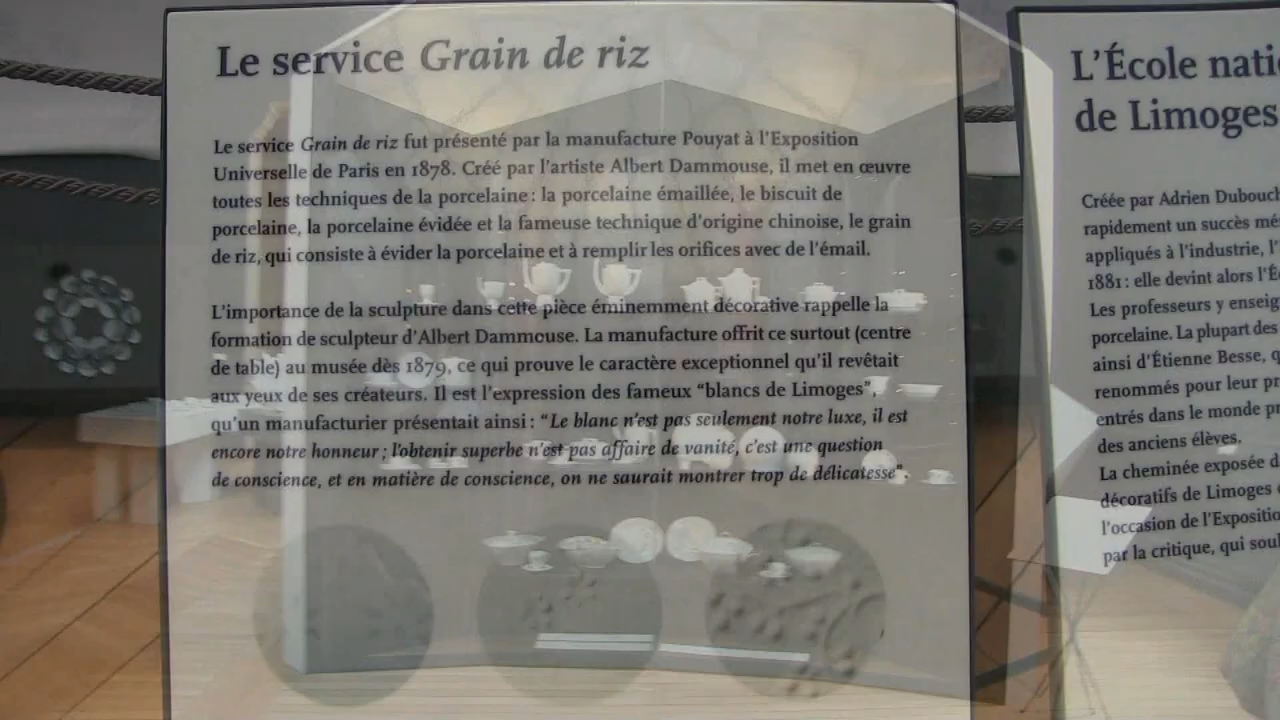 Le service Grain de riz
Le service Grain de riz fut présenté par la manufacture Pouyat à l'Exposition
Universelle de Paris en 1878. Créé par l'artiste Albert Dammouse, il met en œuvre
toutes les techniques de la porcelaine : la porcelaine émaillée, le biscuit de
porcelaine, la porcelaine évidée et la fameuse technique d'origine chinoise, le grain
de riz, qui consiste à évider la porcelaine et à remplir les orifices avec de l'émail.
L'importance de la sculpture dans cette pièce éminemment décorative rappelle la
formation de sculpteur d'Albert Dammouse. La manufacture offrit ce surtout (centre
de table) au musée dès 1879, ce qui prouve le caractère exceptionnel qu'il revêtait
aux yeux de ses créateurs. Il est l'expression des fameux “blancs de Limoges”,
qu'un manufacturier présentait ainsi : “Le blanc n'est pas seulement notre luxe, il est
encore notre honneur ; l'obtenir superbe n'est pas affaire de vanité, c'est une question
de conscience, et en matière de conscience, on ne saurait montrer trop de délicatesse”.
L'École nati
de Limoges
Créée par Adrien Dubouch
rapidement un succès mé
appliqués à l'industrie, l'
1881 : elle devint alors l'É
Les professeurs y enseig
porcelaine. La plupart des
ainsi d'Étienne Besse, q
renommés pour leur pr
entrés dans le monde pr
des anciens élèves.
La cheminée exposée d
décoratifs de Limoges
l'occasion de l'Expositio
par la critique, qui soul